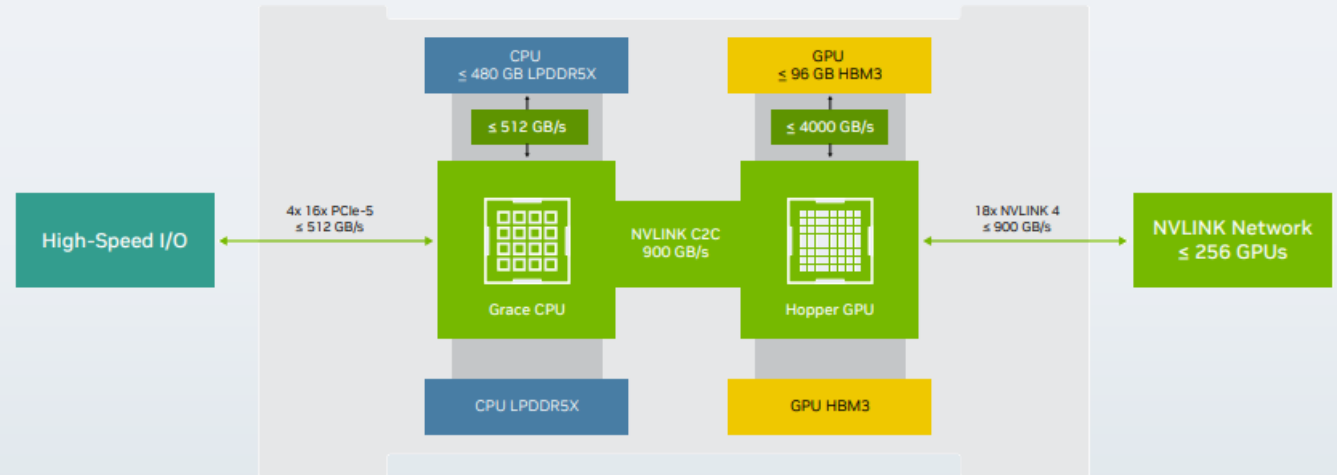 CPU
≤ 480 GB LPDDR5X
GPU
≤ 96 GB HBM3
≤ 512 GB/s
≤ 4000 GB/s
High-Speed I/O
4x 16x PCIe-5
≤ 512 GB/s
NVLINK C2C
900 GB/s
18x NVLINK 4
≤ 900 GB/s
NVLINK Network
≤ 256 GPUs
Grace CPU
Hopper GPU
CPU LPDDR5X
GPU HBM3